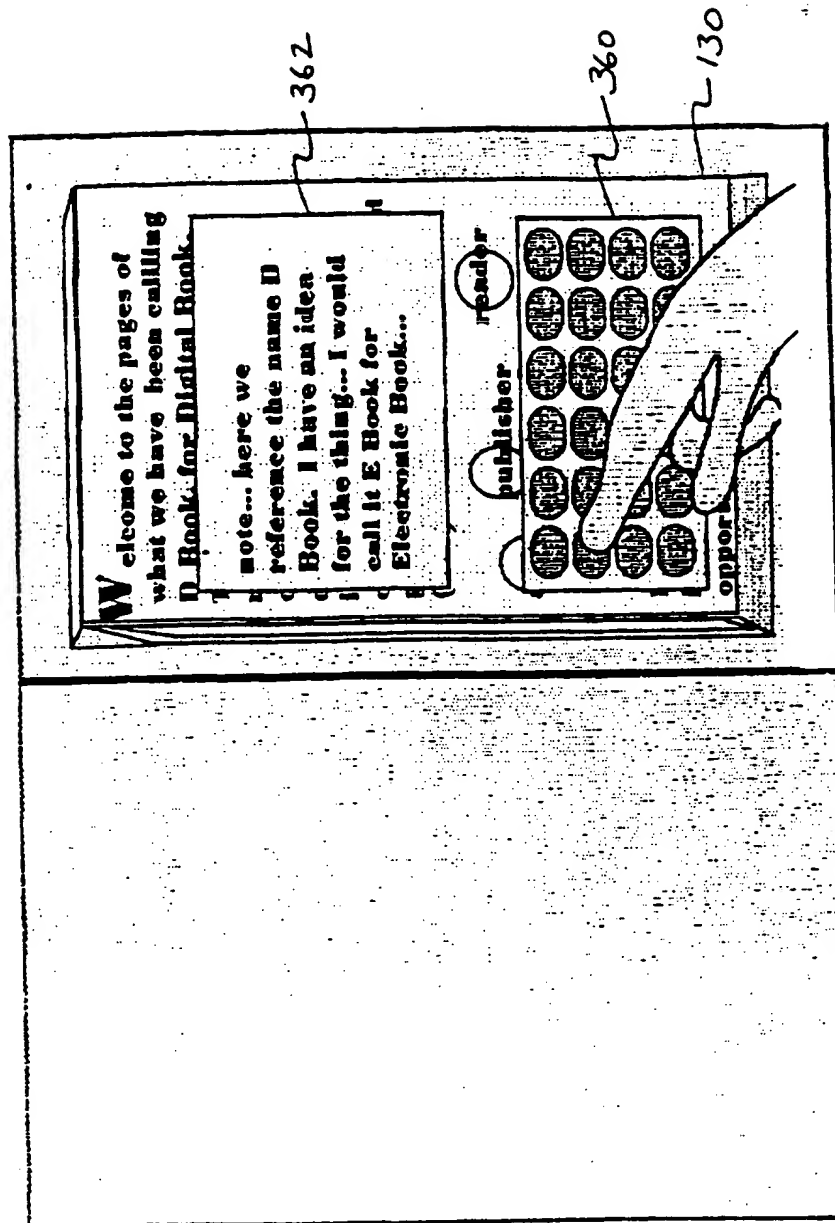 Welcome to the pages of
what we have been callling
D Book, for Digital Book.
note... here we
reference the name D
Book. I have an idea
for the thing... I would
call it E Book for
Electronic Book...
publisher
reader
oppor
362
360
130